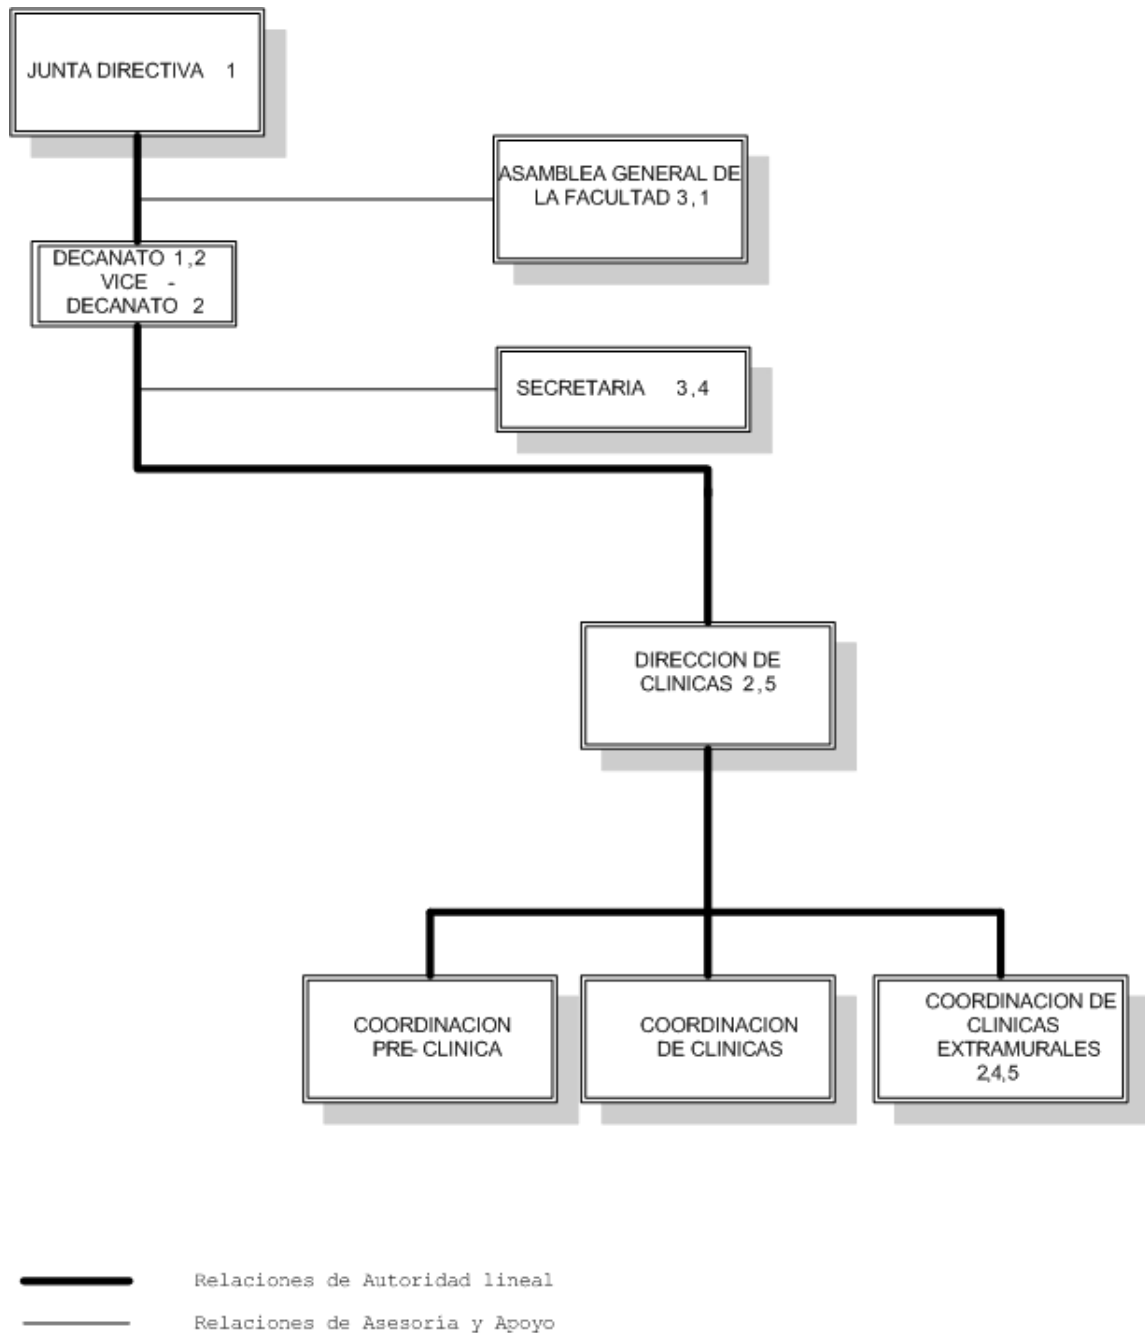 JUNTA DIRECTIVA 1
ASAMBLEA GENERAL DE
LA FACULTAD 3,1
DECANATO 1,2
VICE -
DECANATO 2
SECRETARIA 3,4
DIRECCION DE
CLINICAS 2,5
COORDINACION
PRE- CLINICA
COORDINACION
DE CLINICAS
COORDINACION DE
CLINICAS
EXTRAMURALES
2,4,5
Relaciones de Autoridad lineal
Relaciones de Asesoría y Apoyo